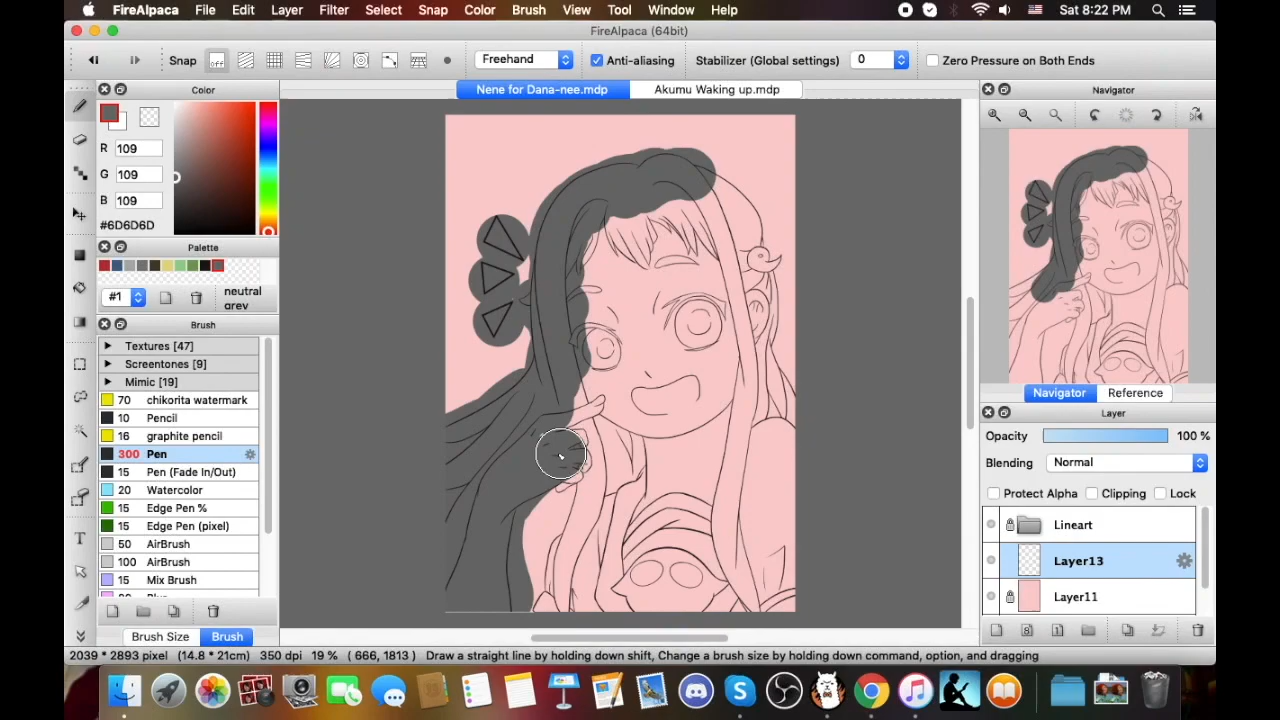 FireAlpaca File Edit Layer Filter Select Snap Color Brush View Tool Window Help Sat 8:22 PM
FireAlpaca (64bit)
Snap off Freehand Anti-aliasing Stabilizer (Global settings) 0 Zero Pressure on Both Ends
Color
Nene for Dana-nee.mdp Akumu Waking up.mdp
Navigator
R 109
G 109
B 109
#6D6D6D
Palette
#1 neutral
grey
Brush
Textures [47]
Screentones [9]
Mimic [19]
70 chikorita watermark
10 Pencil
16 graphite pencil
300 Pen
15 Pen (Fade In/Out)
20 Watercolor
15 Edge Pen %
15 Edge Pen (pixel)
50 AirBrush
100 AirBrush
15 Mix Brush
Brush Size Brush
Navigator Reference
Layer
Opacity 100 %
Blending Normal
Protect Alpha Clipping Lock
Lineart
Layer13
Layer11
2039 * 2893 pixel (14.8 * 21cm) 350 dpi 19 % ( 666, 1813 ) Draw a straight line by holding down shift, Change a brush size by holding down command, option, and dragging